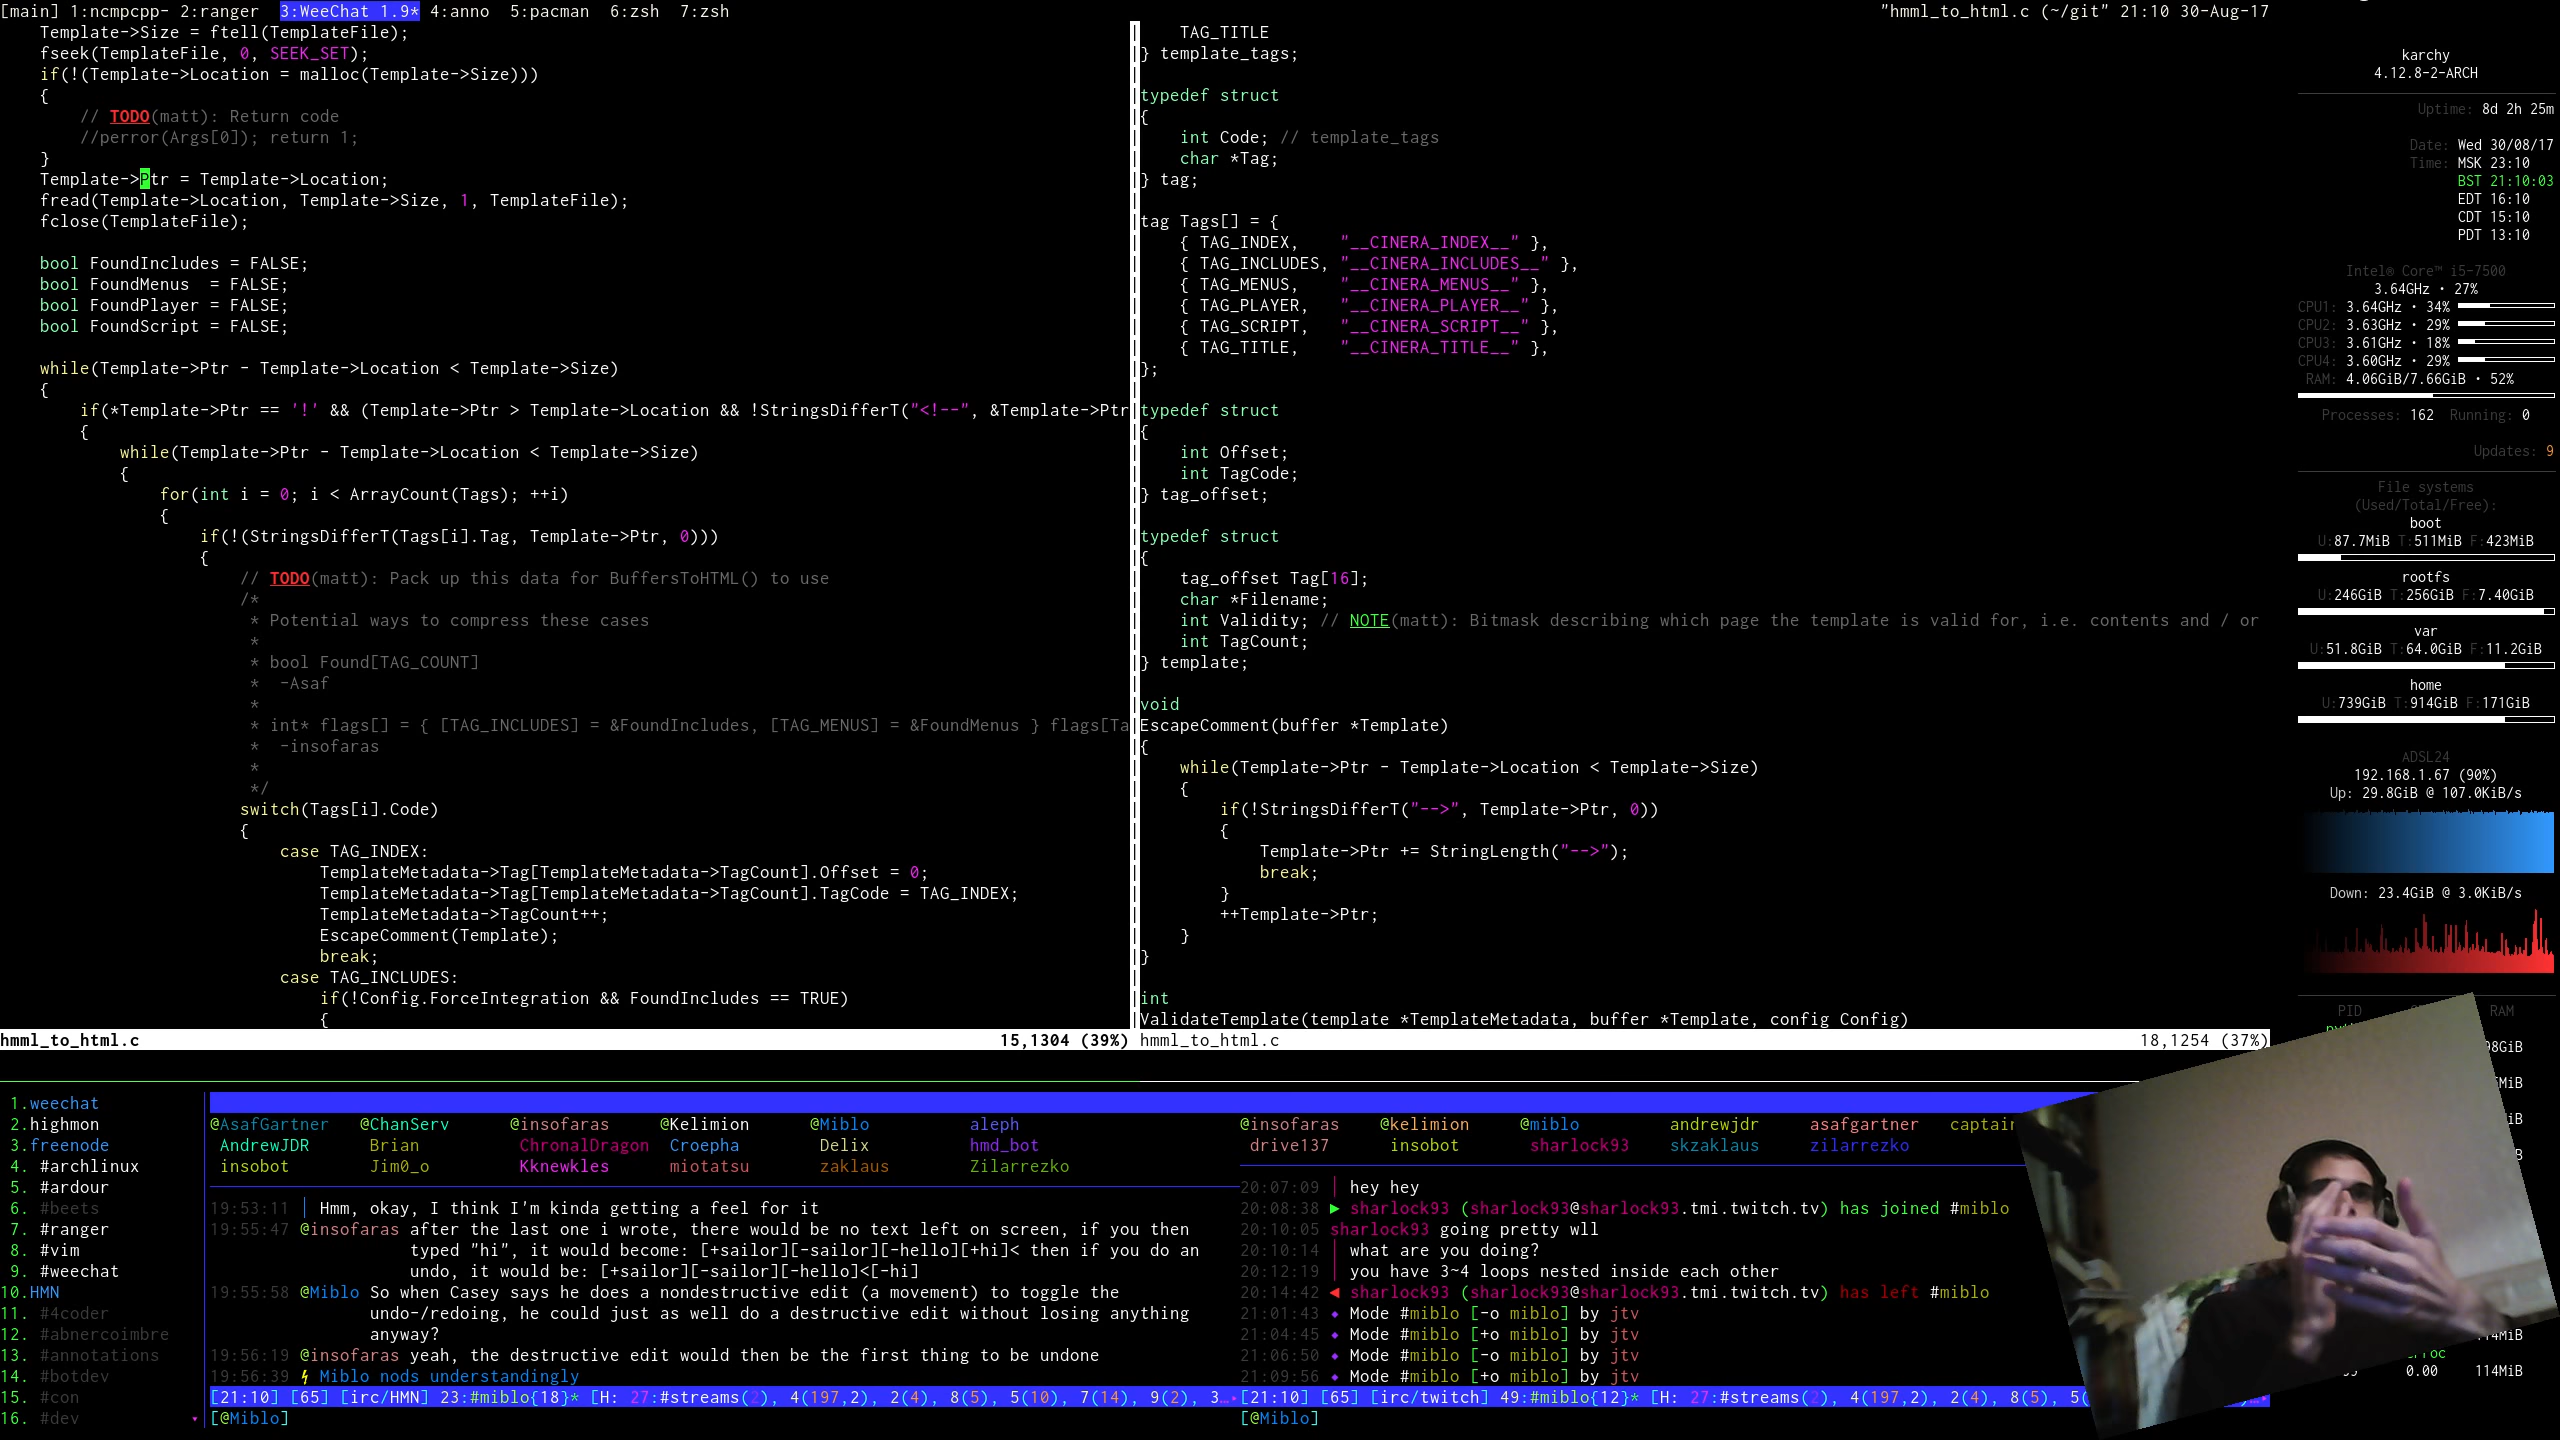 [main] 1:ncmpcpp- 2:ranger  3:WeeChat 1.9* 4:anno  5:pacman  6:zsh  7:zsh
"hmml_to_html.c (~/git" 21:10 30-Aug-17
Template->Size = ftell(TemplateFile);
fseek(TemplateFile, 0, SEEK_SET);
if(!(Template->Location = malloc(Template->Size)))
{
// TODO(matt): Return code
//perror(Args[0]); return 1;
}
Template->Ptr = Template->Location;
fread(Template->Location, Template->Size, 1, TemplateFile);
fclose(TemplateFile);
bool FoundIncludes = FALSE;
bool FoundMenus  = FALSE;
bool FoundPlayer = FALSE;
bool FoundScript = FALSE;
while(Template->Ptr - Template->Location < Template->Size)
{
if(*Template->Ptr == '!' && (Template->Ptr > Template->Location && !StringsDifferT("<!--", &Template->Ptr
{
while(Template->Ptr - Template->Location < Template->Size)
{
for(int i = 0; i < ArrayCount(Tags); ++i)
{
if(!(StringsDifferT(Tags[i].Tag, Template->Ptr, 0)))
{
// TODO(matt): Pack up this data for BuffersToHTML() to use
/*
* Potential ways to compress these cases
*
* bool Found[TAG_COUNT]
*  -Asaf
*
* int* flags[] = { [TAG_INCLUDES] = &FoundIncludes, [TAG_MENUS] = &FoundMenus } flags[Ta
*  -insofaras
*
*/
switch(Tags[i].Code)
{
case TAG_INDEX:
TemplateMetadata->Tag[TemplateMetadata->TagCount].Offset = 0;
TemplateMetadata->Tag[TemplateMetadata->TagCount].TagCode = TAG_INDEX;
TemplateMetadata->TagCount++;
EscapeComment(Template);
break;
case TAG_INCLUDES:
if(!Config.ForceIntegration && FoundIncludes == TRUE)
{
hmml_to_html.c 15,1304 (39%)
TAG_TITLE
} template_tags;
typedef struct
{
int Code; // template_tags
char *Tag;
} tag;
tag Tags[] = {
{ TAG_INDEX,    "__CINERA_INDEX__" },
{ TAG_INCLUDES, "__CINERA_INCLUDES__" },
{ TAG_MENUS,    "__CINERA_MENUS__" },
{ TAG_PLAYER,   "__CINERA_PLAYER__" },
{ TAG_SCRIPT,   "__CINERA_SCRIPT__" },
{ TAG_TITLE,    "__CINERA_TITLE__" },
};
typedef struct
{
int Offset;
int TagCode;
} tag_offset;
typedef struct
{
tag_offset Tag[16];
char *Filename;
int Validity; // NOTE(matt): Bitmask describing which page the template is valid for, i.e. contents and / or
int TagCount;
} template;
void
EscapeComment(buffer *Template)
{
while(Template->Ptr - Template->Location < Template->Size)
{
if(!StringsDifferT("-->", Template->Ptr, 0))
{
Template->Ptr += StringLength("-->");
break;
}
++Template->Ptr;
}
}
int
ValidateTemplate(template *TemplateMetadata, buffer *Template, config Config)
hmml_to_html.c 18,1254 (37%)
karchy
4.12.8-2-ARCH
Uptime: 8d 2h 25m
Date: Wed 30/08/17
Time: MSK 23:10
BST 21:10:03
EDT 16:10
CDT 15:10
PDT 13:10
Intel® Core™ i5-7500
3.64GHz • 27%
CPU1: 3.64GHz • 34%
CPU2: 3.63GHz • 29%
CPU3: 3.61GHz • 18%
CPU4: 3.60GHz • 29%
RAM: 4.06GiB/7.66GiB • 52%
Processes: 162  Running: 0
Updates: 9
File systems
(Used/Total/Free):
boot
U:87.7MiB T:511MiB F:423MiB
rootfs
U:246GiB T:256GiB F:7.40GiB
var
U:51.8GiB T:64.0GiB F:11.2GiB
home
U:739GiB T:914GiB F:171GiB
ADSL24
192.168.1.67 (90%)
Up: 29.8GiB @ 107.0KiB/s
Down: 23.4GiB @ 3.0KiB/s
PID RAM
0.00 114MiB
1.weechat
2.highmon
3.freenode
4. #archlinux
5. #ardour
6. #beets
7. #ranger
8. #vim
9. #weechat
10.HMN
11. #4coder
12. #abnercoimbre
13. #annotations
14. #botdev
15. #con
16. #dev
@AsafGartner @ChanServ @insofaras @Kelimion @Miblo aleph
AndrewJDR Brian ChronalDragon Croepha Delix hmd_bot
insobot Jim0_o Kknewkles miotatsu zaklaus Zilarrezko
19:53:11 | Hmm, okay, I think I'm kinda getting a feel for it
19:55:47 @insofaras after the last one i wrote, there would be no text left on screen, if you then
typed "hi", it would become: [+sailor][-sailor][-hello][+hi]< then if you do an
undo, it would be: [+sailor][-sailor][-hello]<[-hi]
19:55:58 @Miblo So when Casey says he does a nondestructive edit (a movement) to toggle the
undo-/redoing, he could just as well do a destructive edit without losing anything
anyway?
19:56:19 @insofaras yeah, the destructive edit would then be the first thing to be undone
19:56:39 Miblo nods understandingly
[21:10] [65] [irc/HMN] 23:#miblo{18}* [H: 27:#streams(2), 4(197,2), 2(4), 8(5), 5(10), 7(14), 9(2), 3…
[@Miblo]
@insofaras @kelimion @miblo andrewjdr asafgartner captain
drive137 insobot sharlock93 skzaklaus zilarrezko
20:07:09 | hey hey
20:08:38 ▶ sharlock93 (sharlock93@sharlock93.tmi.twitch.tv) has joined #miblo
20:10:05 sharlock93 going pretty wll
20:10:14 | what are you doing?
20:12:19 | you have 3~4 loops nested inside each other
20:14:42 ◀ sharlock93 (sharlock93@sharlock93.tmi.twitch.tv) has left #miblo
21:01:43 ⬥ Mode #miblo [-o miblo] by jtv
21:04:45 ⬥ Mode #miblo [+o miblo] by jtv
21:06:50 ⬥ Mode #miblo [-o miblo] by jtv
21:09:56 ⬥ Mode #miblo [+o miblo] by jtv
[21:10] [65] [irc/twitch] 49:#miblo{12}* [H: 27:#streams(2), 4(197,2), 2(4), 8(5), 5(
[@Miblo]